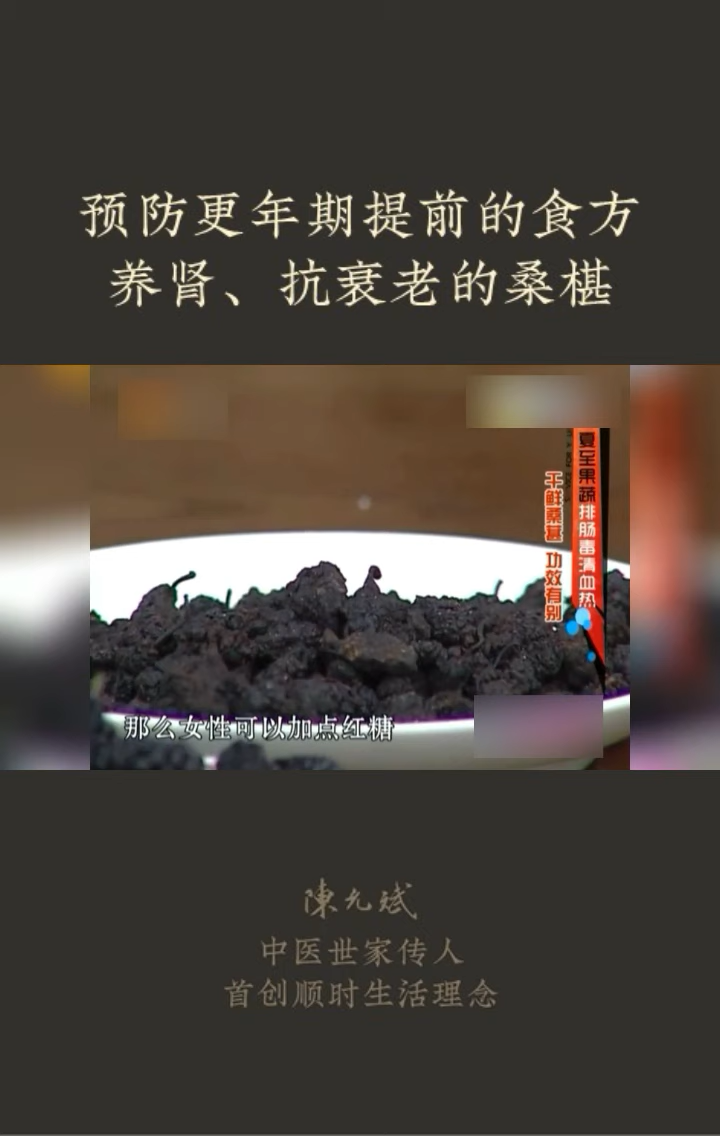 预防更年期提前的食方
养肾、抗衰老的桑椹
夏至果蔬排肠毒清血热
干鲜桑葚 功效有别
那么女性可以加点红糖
陳允斌
中医世家传人
首创顺时生活理念